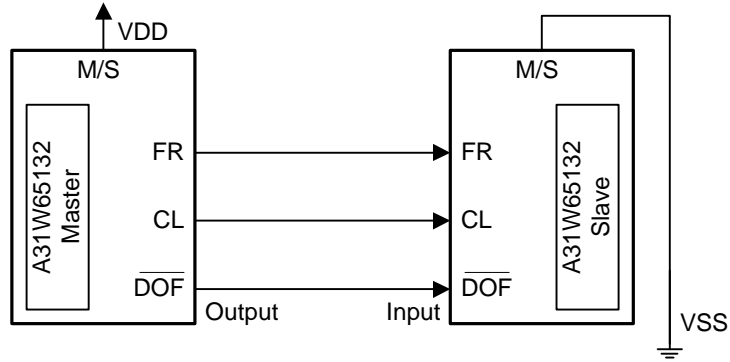 VDD
M/S
M/S
A31W65132
Master
FR
FR
A31W65132
Slave
CL
CL
DOF
DOF
Output
Input
VSS